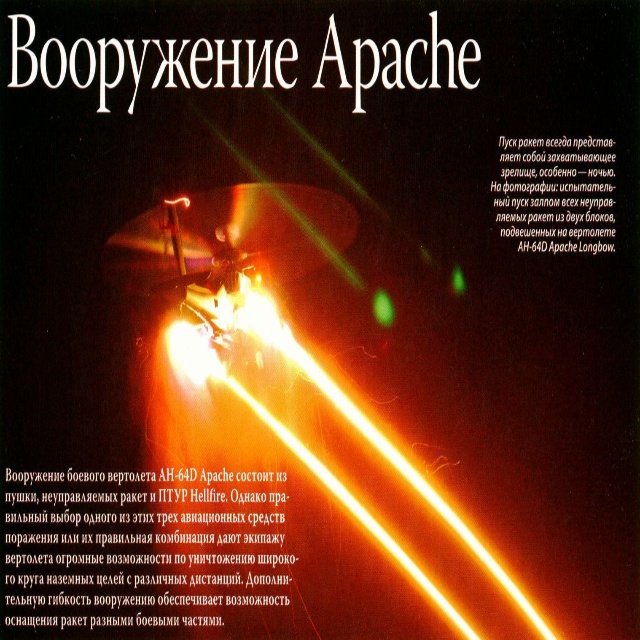 Вооружение Apache
Пуск ракет всегда представ-
ляет собой захватывающее
зрелище, особенно — ночью.
На фотографии: испытатель-
ный пуск залпом всех неуправ-
ляемых ракет из двух блоков,
подвешенных на вертолете
AH-64D Apache Longbow.
Вооружение боевого вертолета AH-64D Apache состоит из
пушки, неуправляемых ракет и ПТУР Hellfire. Однако пра-
вильный выбор одного из этих трех авиационных средств
поражения или их правильная комбинация дают экипажу
вертолета огромные возможности по уничтожению широко-
го круга наземных целей с различных дистанций. Дополни-
тельную гибкость вооружению обеспечивает возможность
оснащения ракет разными боевыми частями.